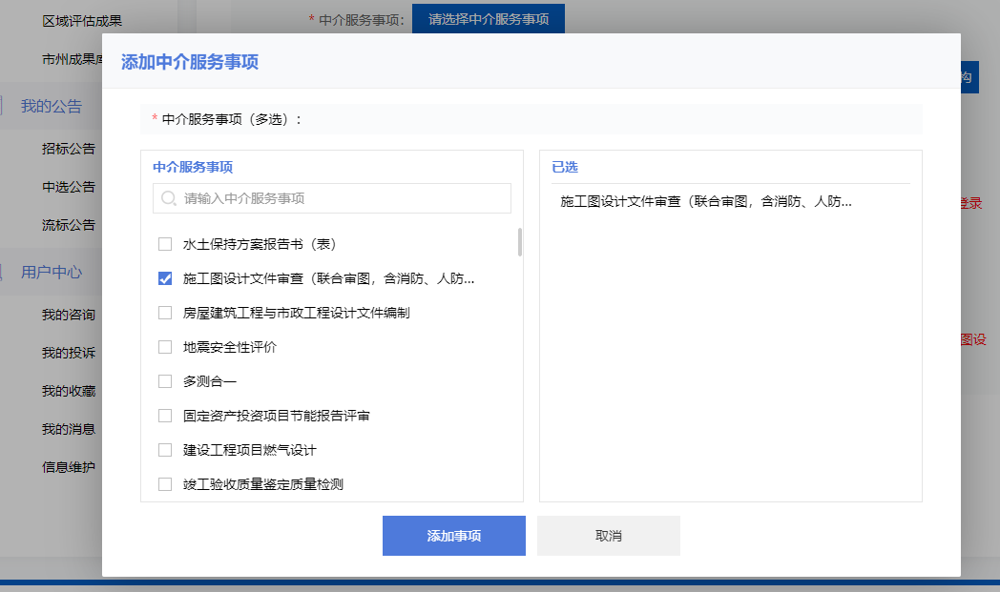 区域评估成果
* 中介服务事项：
请选择中介服务事项
市州成果
添加中介服务事项
构
我的公告
* 中介服务事项（多选）：
招标公告
中介服务事项
已选
中选公告
请输入中介服务事项
施工图设计文件审查（联合审图，含消防、人防...
登录
流标公告
水土保持方案报告书（表）
用户中心
施工图设计文件审查（联合审图，含消防、人防...
我的咨询
房屋建筑工程与市政工程设计文件编制
图设
地震安全性评价
我的投诉
多测合一
我的收藏
固定资产投资项目节能报告评审
我的消息
建设工程项目燃气设计
信息维护
竣工验收质量鉴定质量检测
添加事项
取消